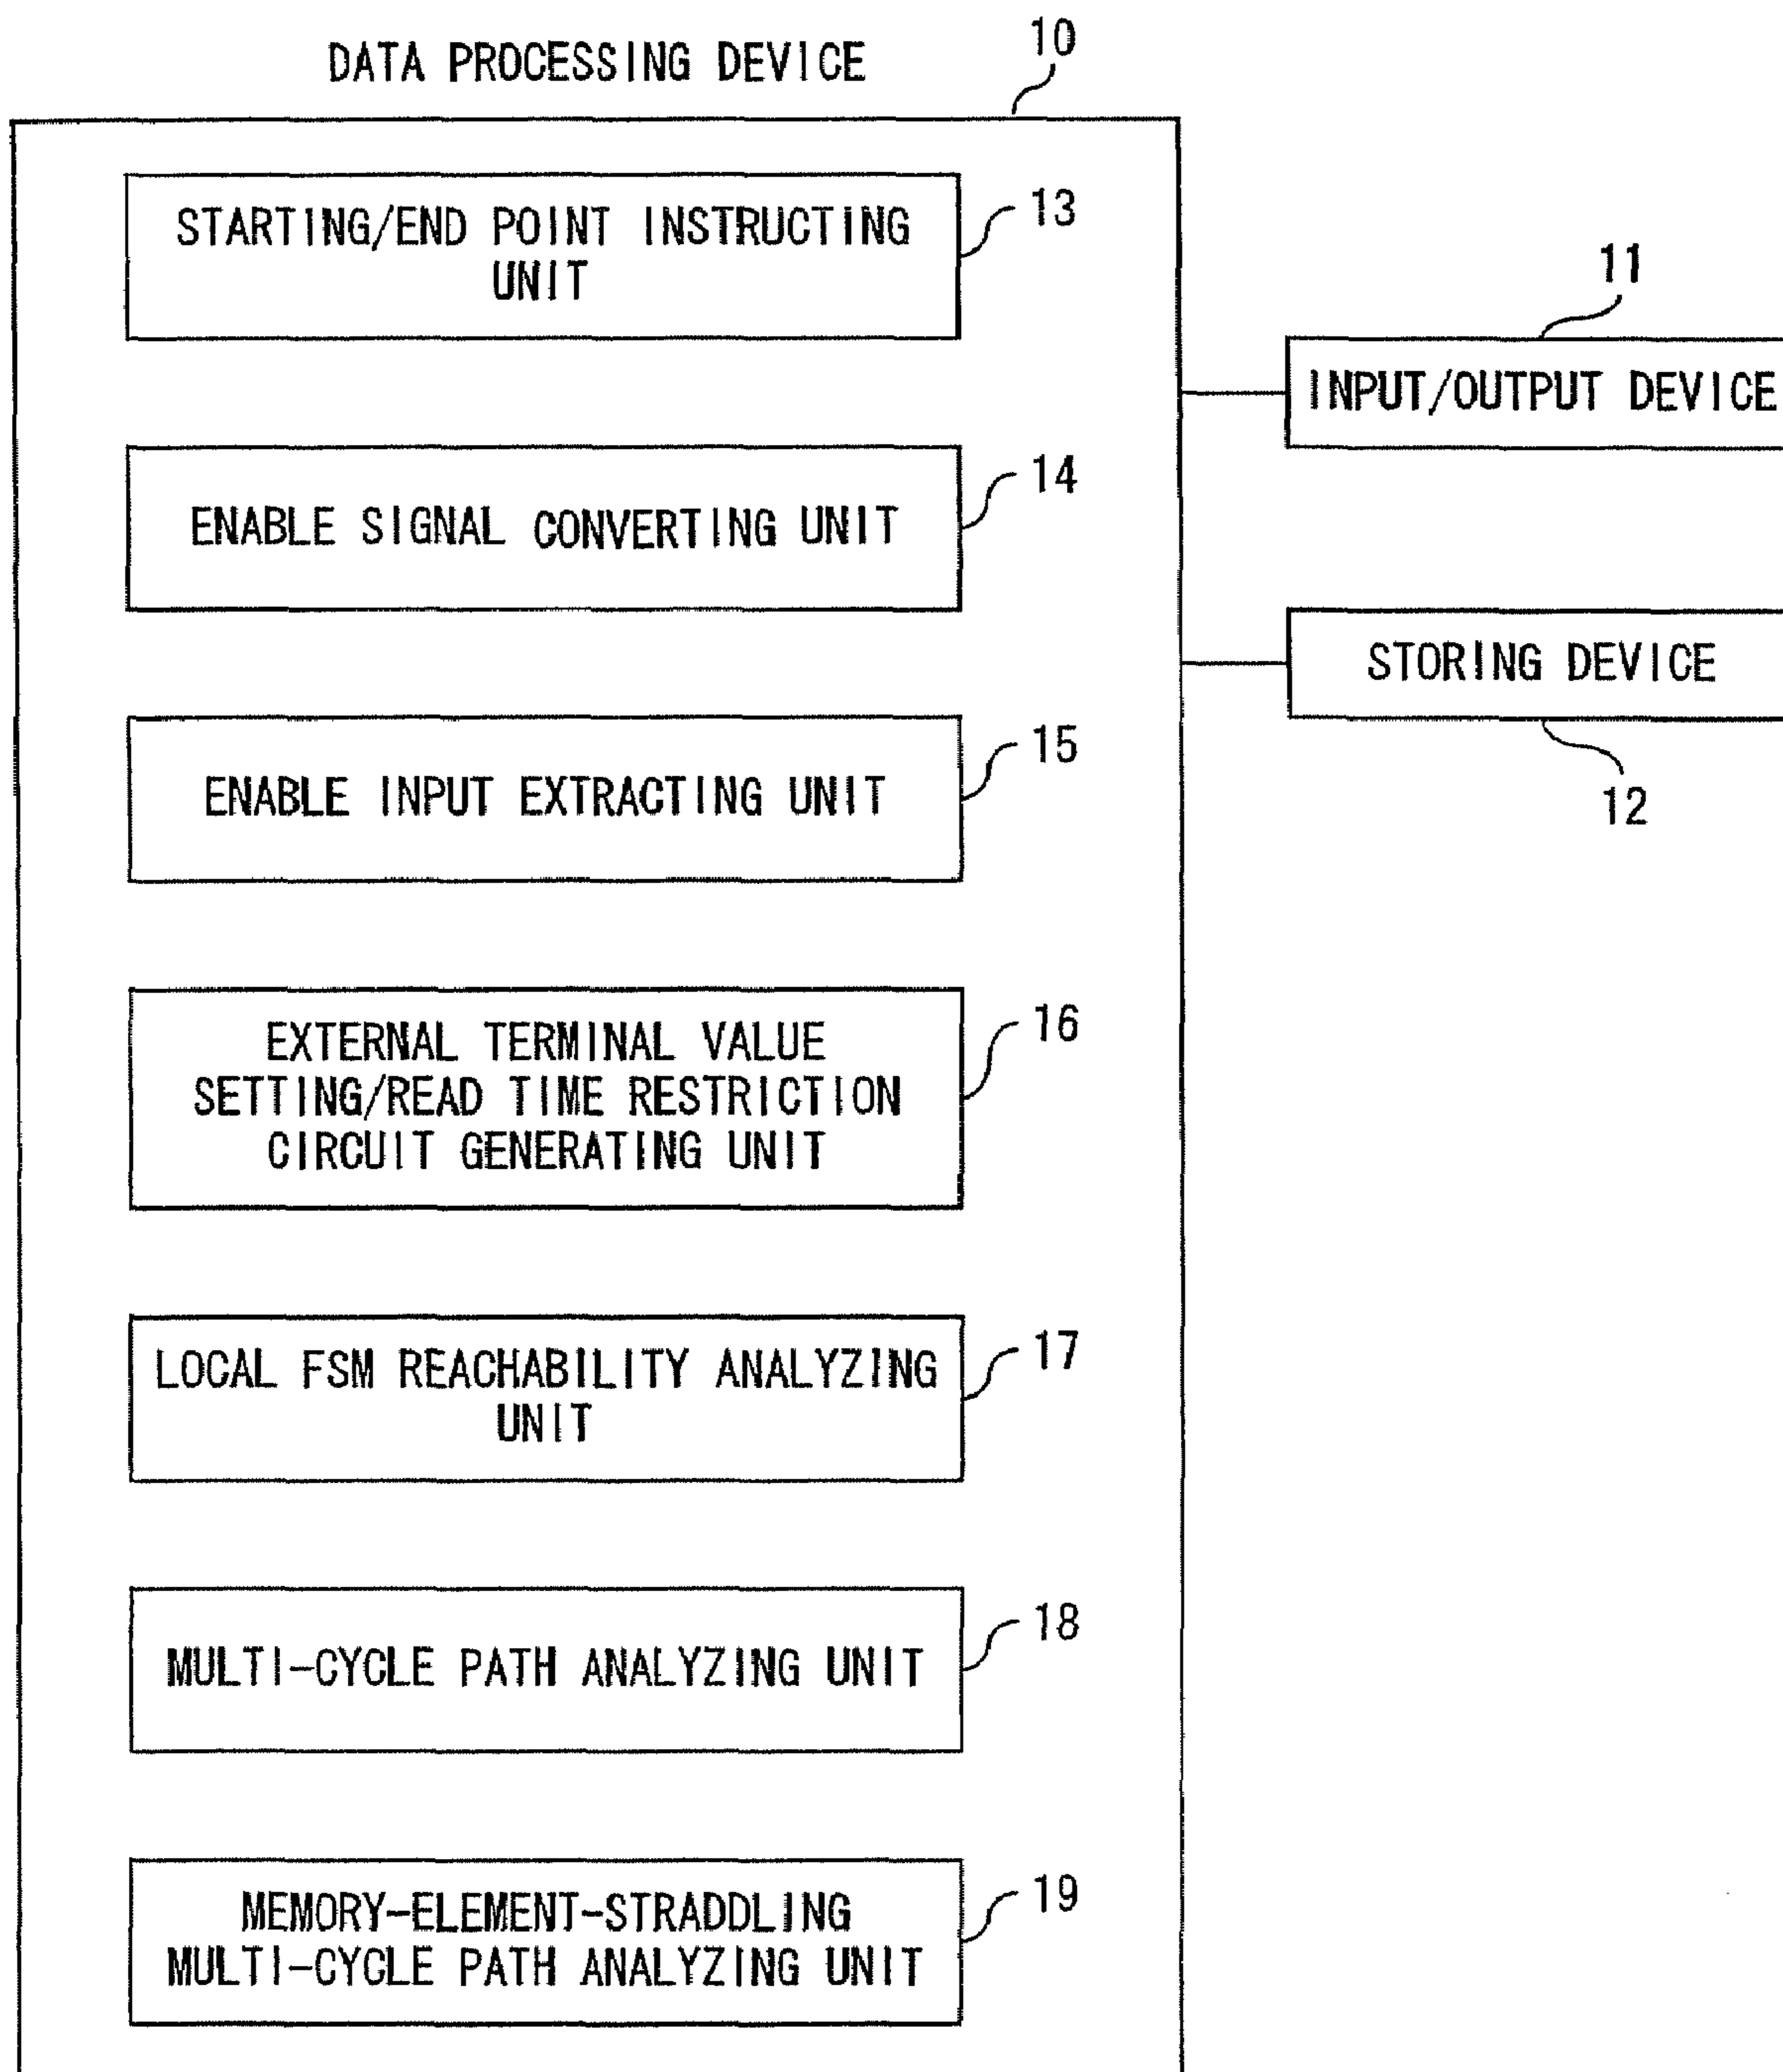 DATA PROCESSING DEVICE
10
STARTING/END POINT INSTRUCTING
UNIT
13
ENABLE SIGNAL CONVERTING UNIT
14
ENABLE INPUT EXTRACTING UNIT
15
EXTERNAL TERMINAL VALUE
SETTING/READ TIME RESTRICTION
CIRCUIT GENERATING UNIT
16
LOCAL FSM REACHABILITY ANALYZING
UNIT
17
MULTI-CYCLE PATH ANALYZING UNIT
18
MEMORY-ELEMENT-STRADDLING
MULTI-CYCLE PATH ANALYZING UNIT
19
11
INPUT/OUTPUT DEVICE
STORING DEVICE
12